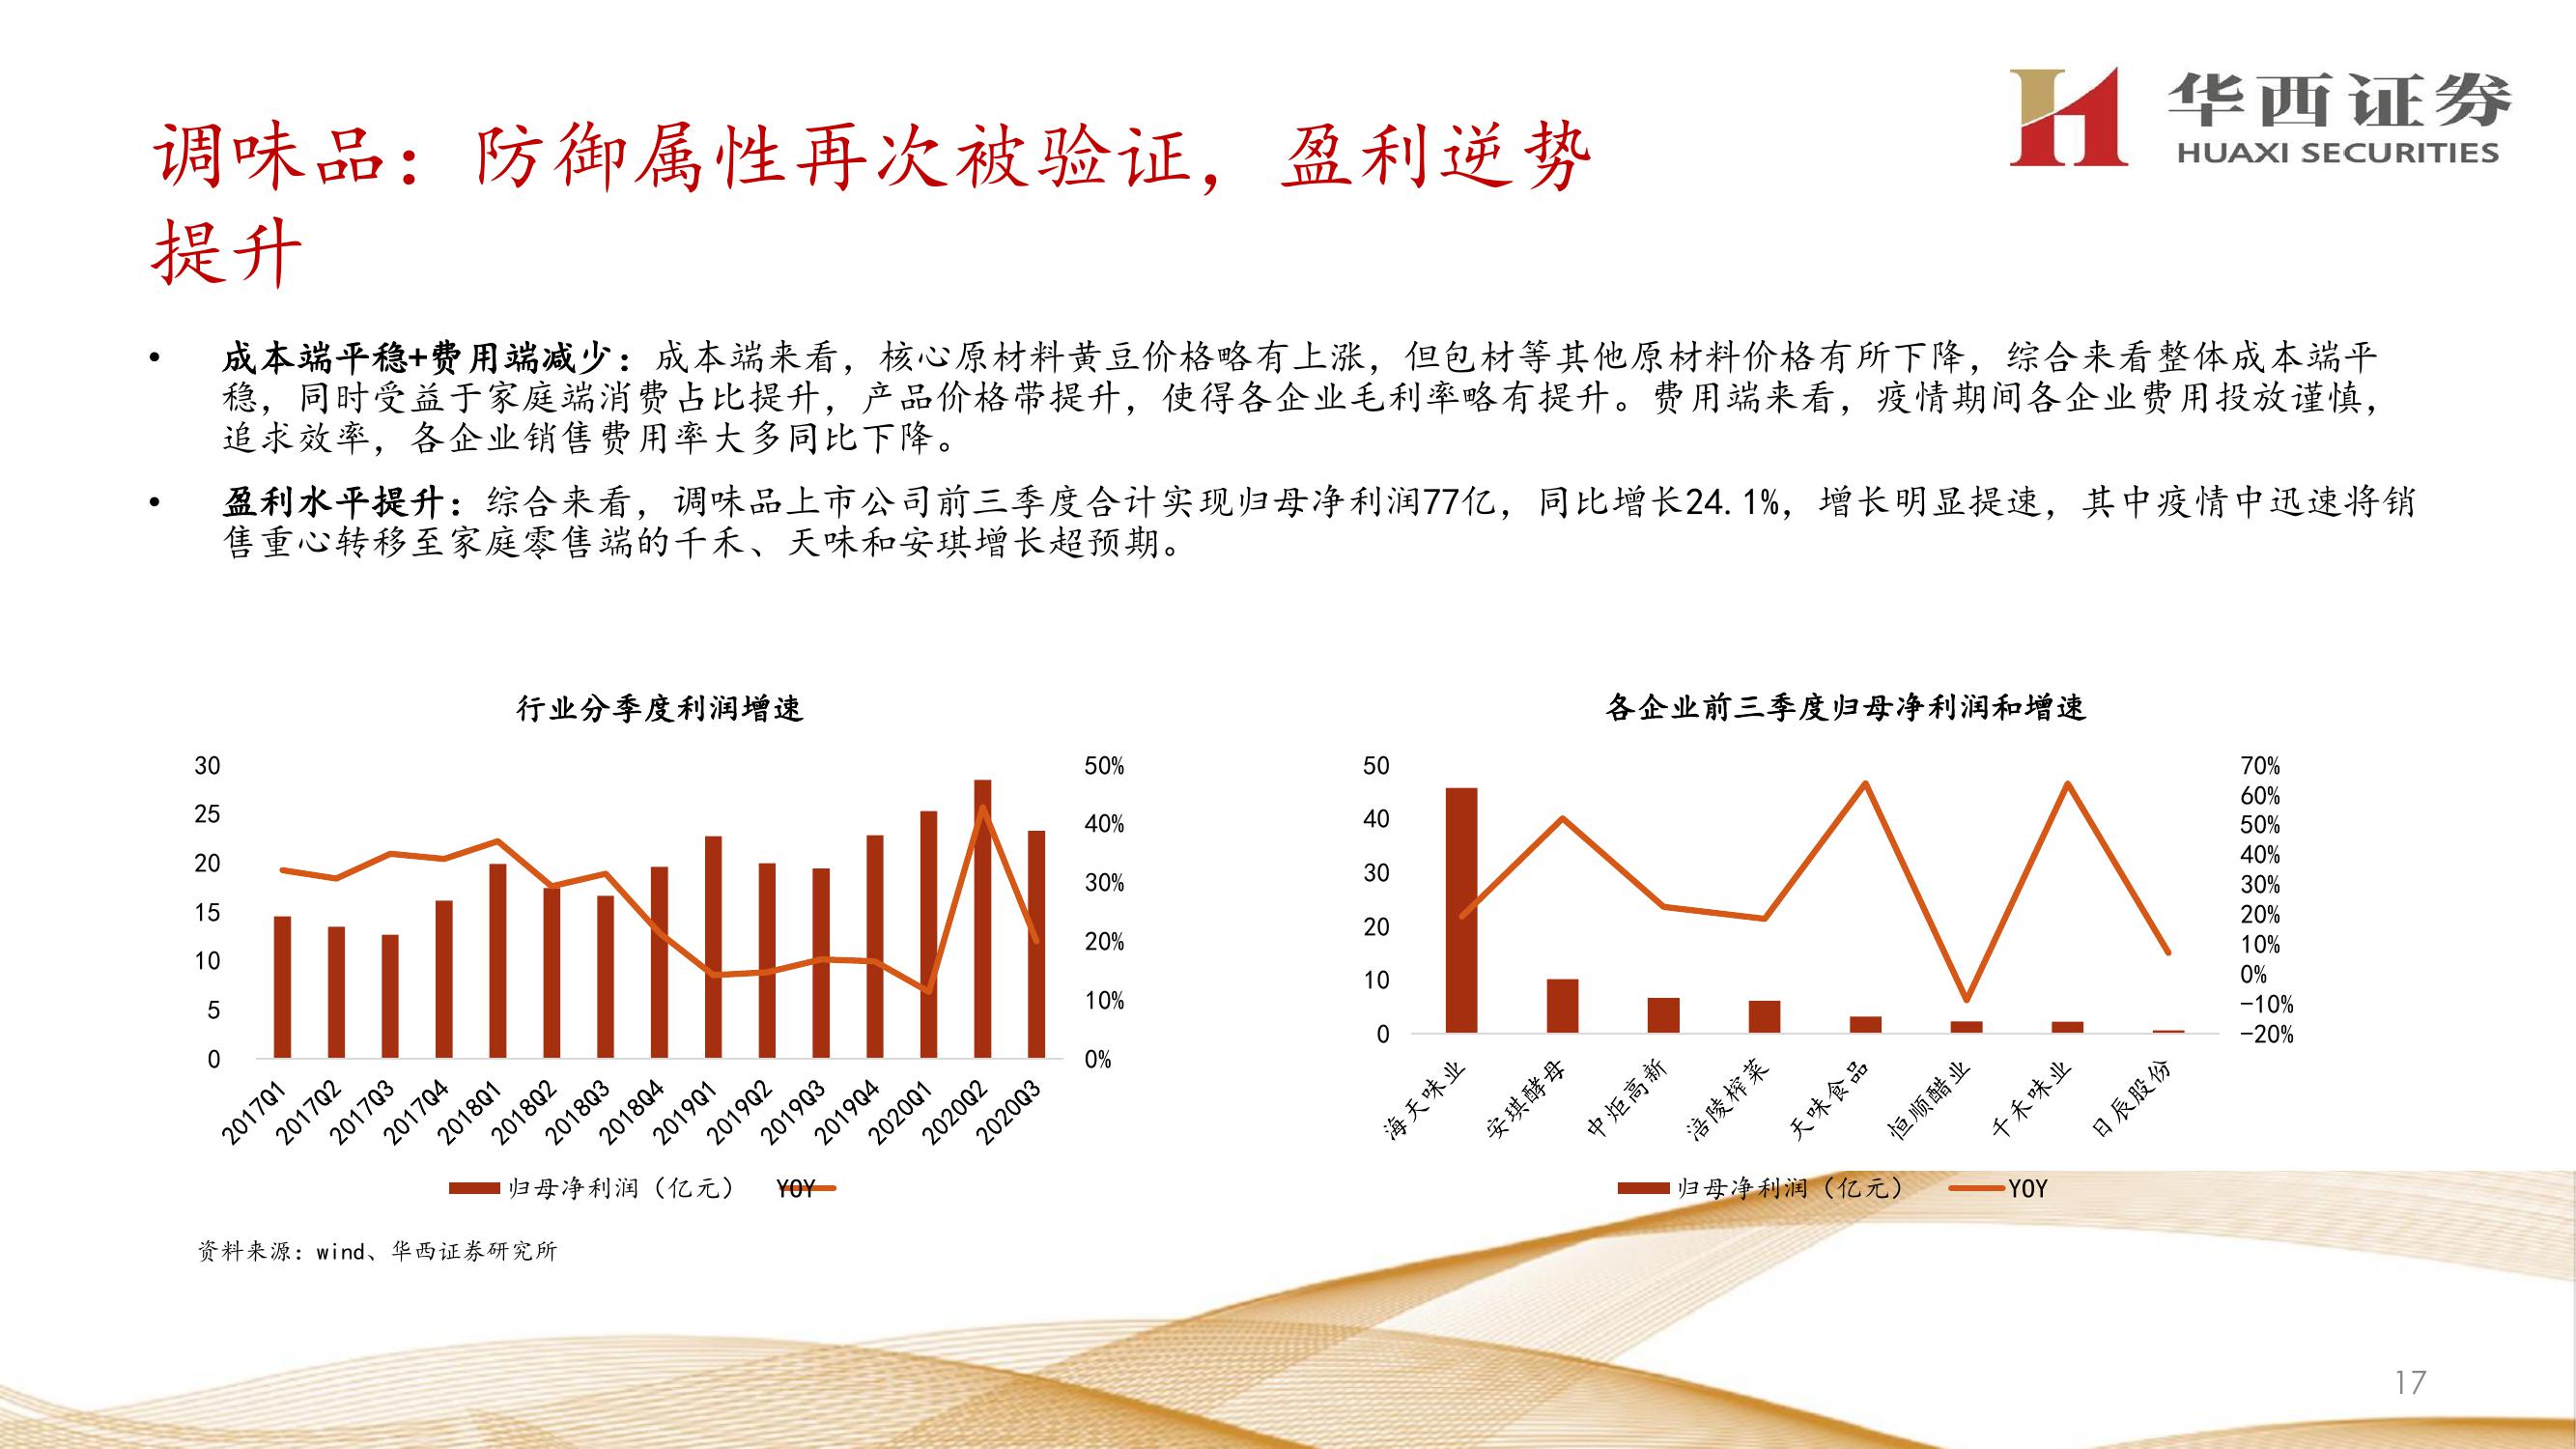 华西证券
HUAXI SECURITIES
调味品：防御属性再次被验证，盈利逆势
提升
• 成本端平稳+费用端减少：成本端来看，核心原材料黄豆价格略有上涨，但包材等其他原材料价格有所下降，综合来看整体成本端平
稳，同时受益于家庭端消费占比提升，产品价格带提升，使得各企业毛利率略有提升。费用端来看，疫情期间各企业费用投放谨慎，
追求效率，各企业销售费用率大多同比下降。
• 盈利水平提升：综合来看，调味品上市公司前三季度合计实现归母净利润77亿，同比增长24.1%，增长明显提速，其中疫情中迅速将销
售重心转移至家庭零售端的千禾、天味和安琪增长超预期。
行业分季度利润增速
30
25
20
15
10
5
0
50%
40%
30%
20%
10%
0%
2017Q1
2017Q2
2017Q3
2017Q4
2018Q1
2018Q2
2018Q3
2018Q4
2019Q1
2019Q2
2019Q3
2019Q4
2020Q1
2020Q2
2020Q3
归母净利润（亿元） YOY
各企业前三季度归母净利润和增速
50
40
30
20
10
0
70%
60%
50%
40%
30%
20%
10%
0%
-10%
-20%
海天味业
安琪酵母
中炬高新
涪陵榨菜
天味食品
恒顺醋业
千禾味业
日辰股份
归母净利润（亿元） YOY
资料来源：wind、华西证券研究所
17